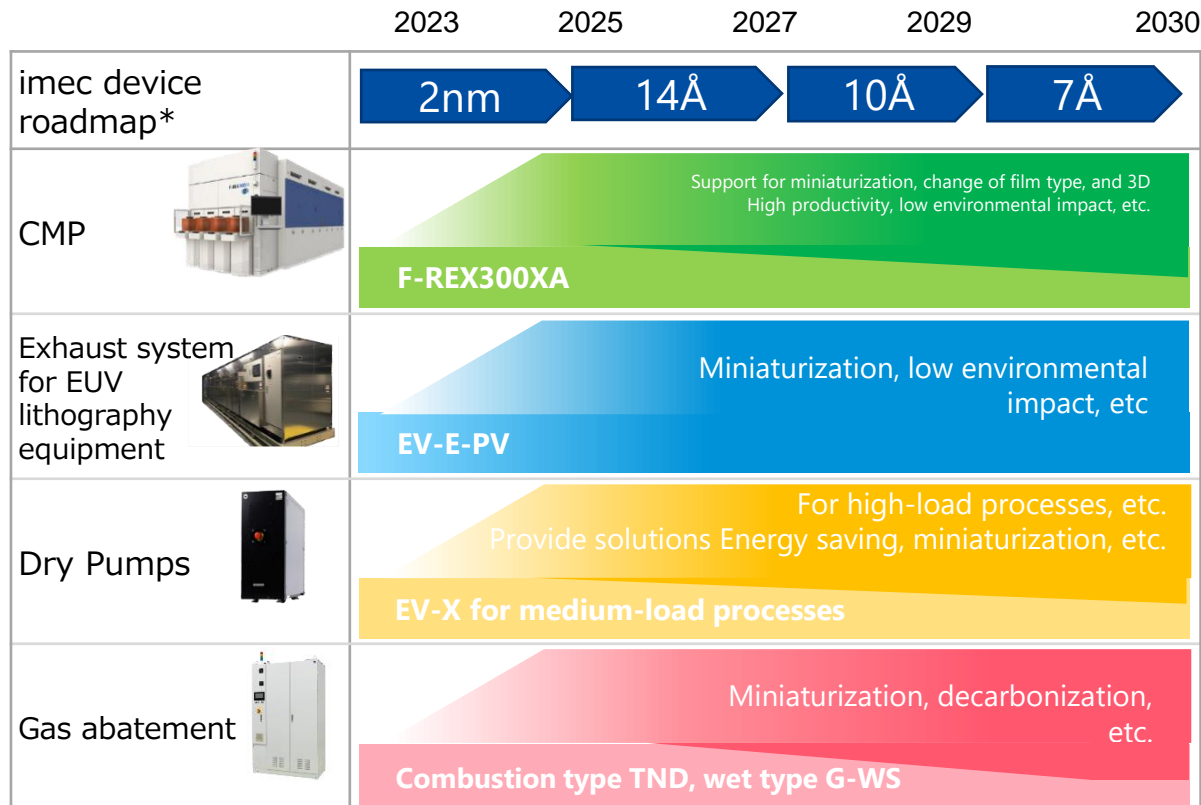 2023 2025 2027 2029 2030
imec device
roadmap*
2nm 14Å 10Å 7Å
CMP
F-REX300XA
Support for miniaturization, change of film type, and 3D
High productivity, low environmental impact, etc.
F-REX300XA
Exhaust system
for EUV
lithography
equipment
Miniaturization, low environmental
impact, etc
EV-E-PV
Dry Pumps
For high-load processes, etc.
Provide solutions Energy saving, miniaturization, etc.
EV-X for medium-load processes
Gas abatement
Miniaturization, decarbonization,
etc.
Combustion type TND, wet type G-WS